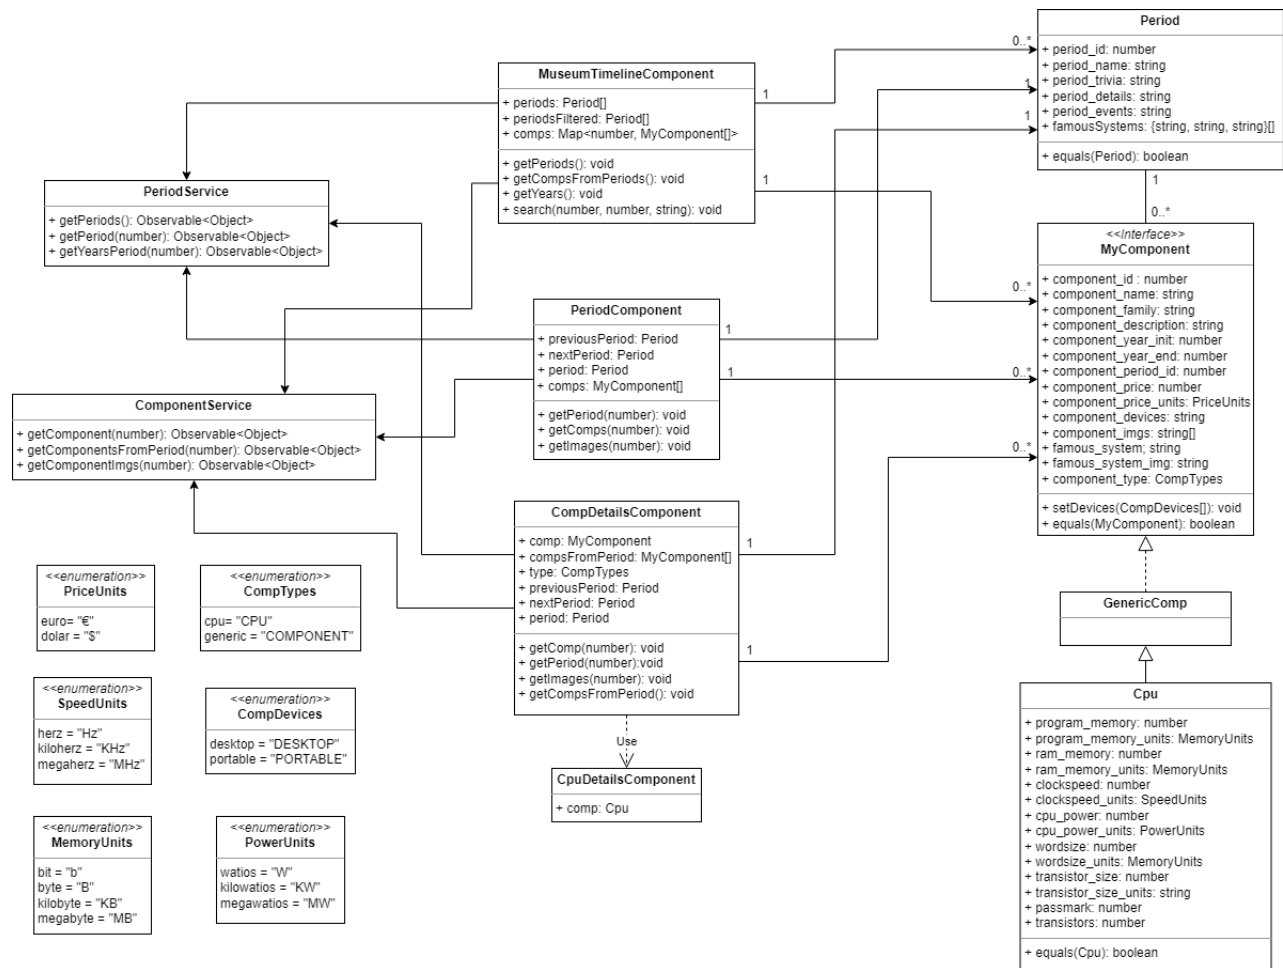 Period
+ period_id: number
+ period_name: string
+ period_trivia: string
+ period_details: string
+ period_events: string
+ famousSystems: {string, string, string}[]
+ equals(Period): boolean
0..*
1
1
1
0..*
MuseumTimelineComponent
+ periods: Period[]
+ periodsFiltered: Period[]
+ comps: Map<number, MyComponent[]>
+ getPeriods(): void
+ getCompsFromPeriods(): void
+ getYears(): void
+ search(number, number, string): void
1
1
PeriodService
+ getPeriods(): Observable<Object>
+ getPeriod(number): Observable<Object>
+ getYearsPeriod(number): Observable<Object>
<<Interface>>
MyComponent
+ component_id : number
+ component_name: string
+ component_family: string
+ component_description: string
+ component_year_init: number
+ component_year_end: number
+ component_period_id: number
+ component_price: number
+ component_price_units: PriceUnits
+ component_devices: string
+ component_imgs: string[]
+ famous_system; string
+ famous_system_img: string
+ component_type: CompTypes
+ setDevices(CompDevices[]): void
+ equals(MyComponent): boolean
0..*
0..*
0..*
PeriodComponent
+ previousPeriod: Period
+ nextPeriod: Period
+ period: Period
+ comps: MyComponent[]
+ getPeriod(number): void
+ getComps(number): void
+ getImages(number): void
1
1
ComponentService
+ getComponent(number): Observable<Object>
+ getComponentsFromPeriod(number): Observable<Object>
+ getComponentImgs(number): Observable<Object>
CompDetailsComponent
+ comp: MyComponent
+ compsFromPeriod: MyComponent[]
+ type: CompTypes
+ previousPeriod: Period
+ nextPeriod: Period
+ period: Period
+ getComp(number): void
+ getPeriod(number):void
+ getImages(number): void
+ getCompsFromPeriod(): void
1
1
Use
CpuDetailsComponent
+ comp: Cpu
GenericComp
Cpu
+ program_memory: number
+ program_memory_units: MemoryUnits
+ ram_memory: number
+ ram_memory_units: MemoryUnits
+ clockspeed: number
+ clockspeed_units: SpeedUnits
+ cpu_power: number
+ cpu_power_units: PowerUnits
+ wordsize: number
+ wordsize_units: MemoryUnits
+ transistor_size: number
+ transistor_size_units: string
+ passmark: number
+ transistors: number
+ equals(Cpu): boolean
<<enumeration>>
PriceUnits
euro= "€"
dolar = "$"
<<enumeration>>
CompTypes
cpu= "CPU"
generic = "COMPONENT"
<<enumeration>>
SpeedUnits
herz = "Hz"
kiloherz = "KHz"
megaherz = "MHz"
<<enumeration>>
CompDevices
desktop = "DESKTOP"
portable = "PORTABLE"
<<enumeration>>
MemoryUnits
bit = "b"
byte = "B"
kilobyte = "KB"
megabyte = "MB"
<<enumeration>>
PowerUnits
watios = "W"
kilowatios = "KW"
megawatios = "MW"